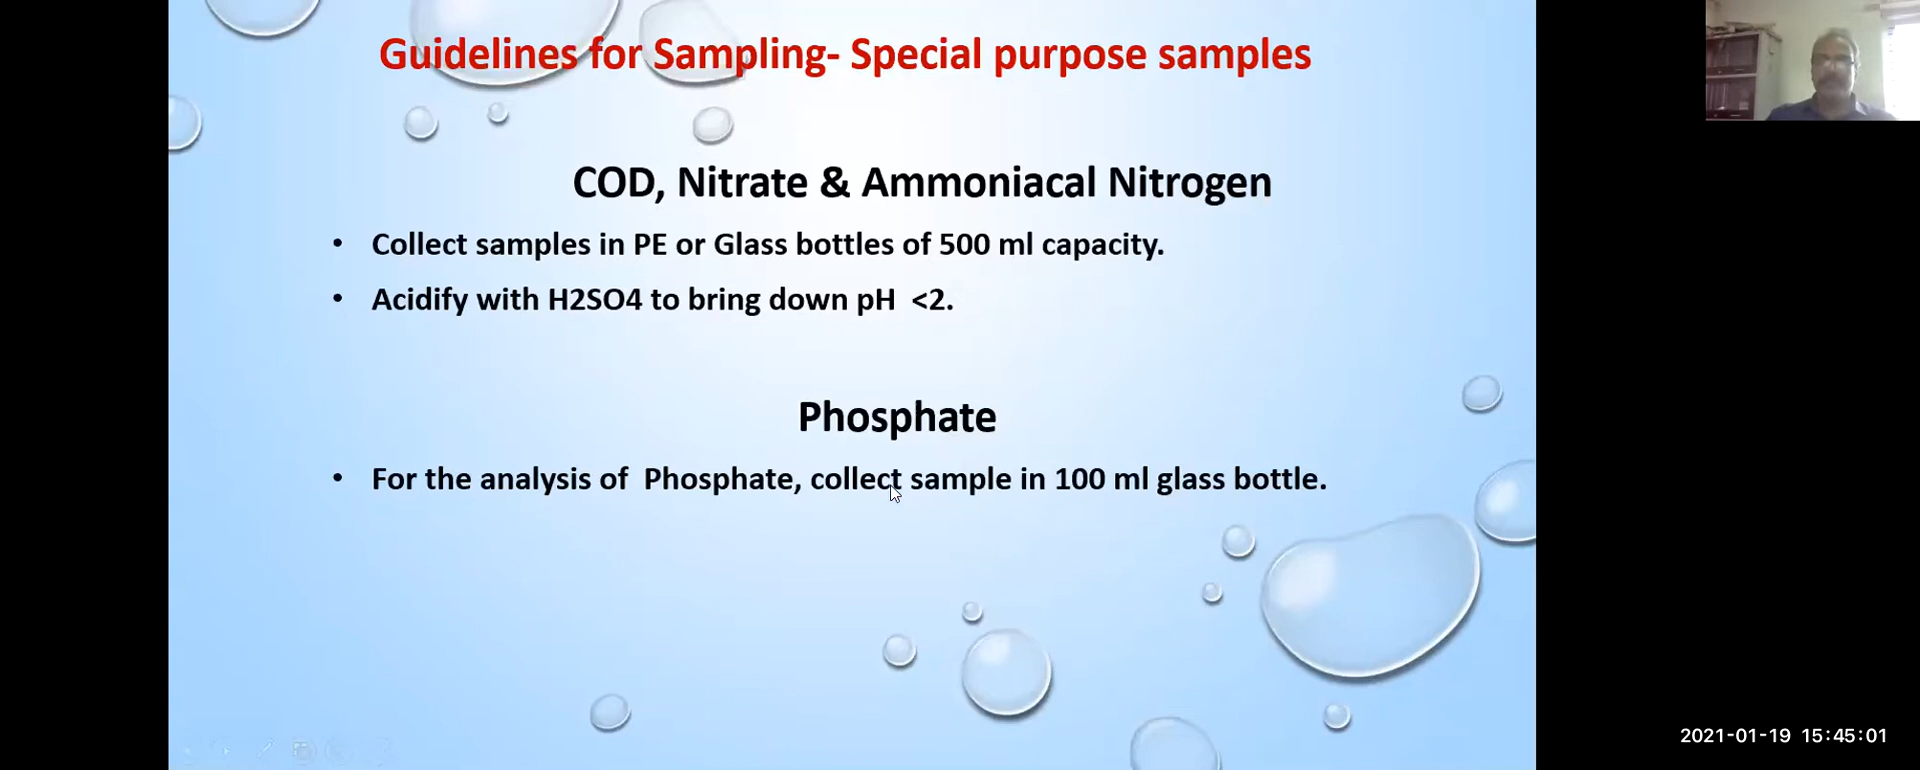 Guidelines for Sampling- Special purpose samples
COD, Nitrate & Ammoniacal Nitrogen
• Collect samples in PE or Glass bottles of 500 ml capacity.
• Acidify with H2SO4 to bring down pH <2.
Phosphate
• For the analysis of Phosphate, collect sample in 100 ml glass bottle.
2021-01-19 15:45:01